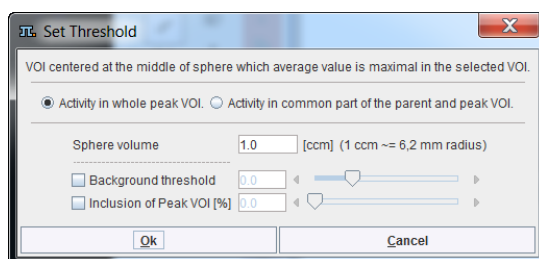 Set Threshold
VOI centered at the middle of sphere which average value is maximal in the selected VOI.
Activity in whole peak VOI. Activity in common part of the parent and peak VOI.
Sphere volume 1.0 [ccm] (1 ccm ~= 6,2 mm radius)
Background threshold 0.0
Inclusion of Peak VOI [%] 0.0
Ok Cancel